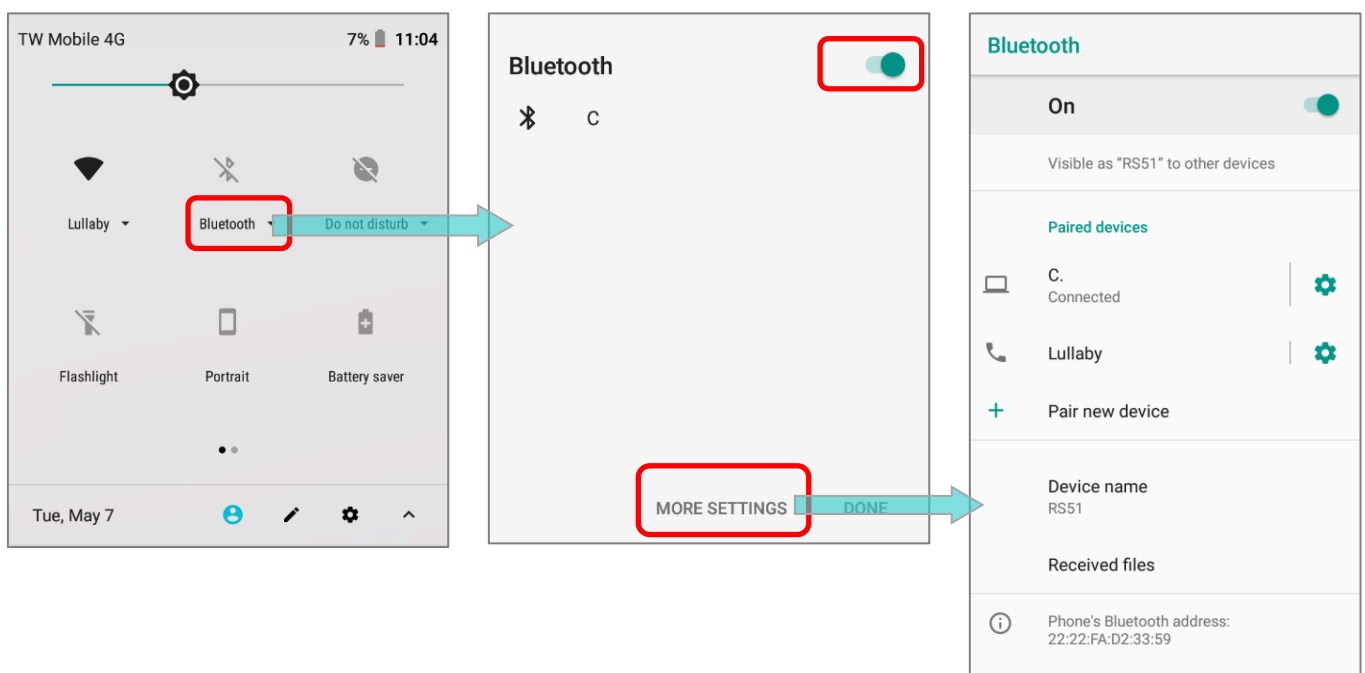 TW Mobile 4G 7% 11:04
Lullaby Bluetooth Do not disturb
Flashlight Portrait Battery saver
Tue, May 7
Bluetooth
C
MORE SETTINGS DONE
Bluetooth
On
Visible as "RS51" to other devices
Paired devices
C.
Connected
Lullaby
Pair new device
Device name
RS51
Received files
Phone's Bluetooth address:
22:22:FA:D2:33:59